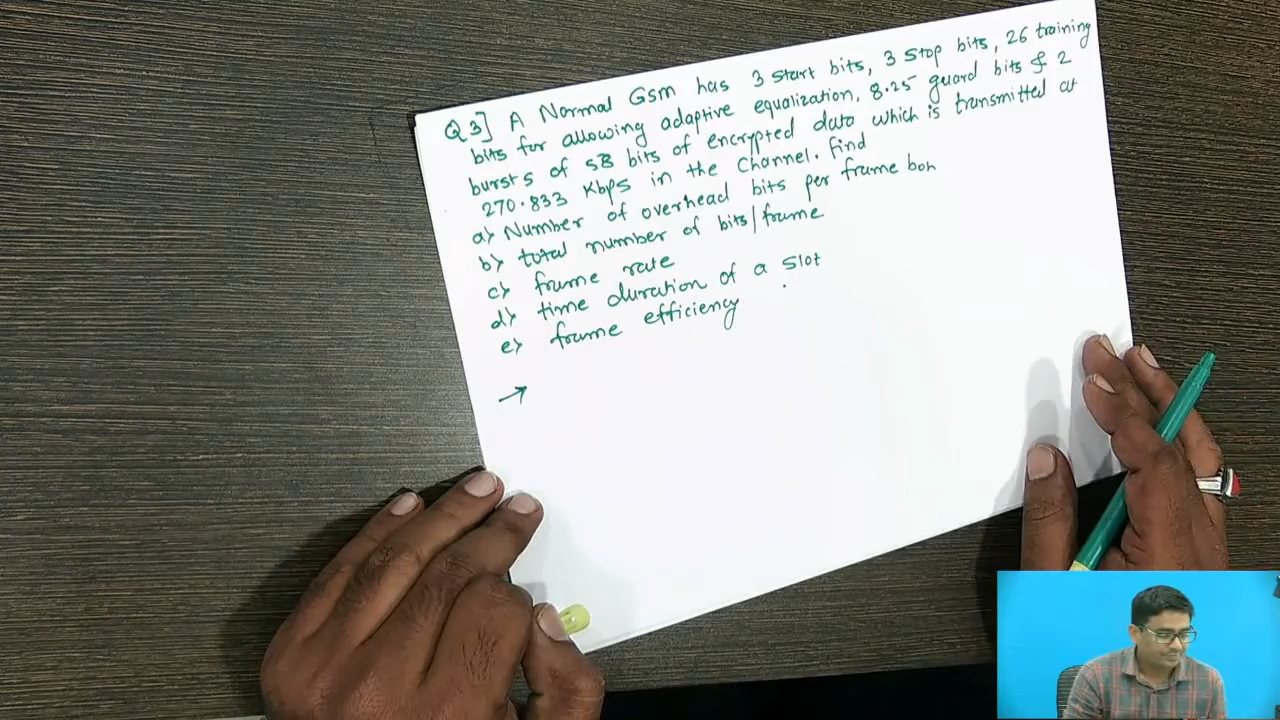 Q3] A Normal Gsm has 3 start bits, 3 stop bits, 26 training
bits for allowing adaptive equalization, 8.25 guard bits & 2
bursts of 58 bits of encrypted data which is transmitted at
270.833 Kbps in the channel. find
a) Number of overhead bits per frame
b) total number of bits/frame
c) frame rate
d) time duration of a slot
e) frame efficiency
→